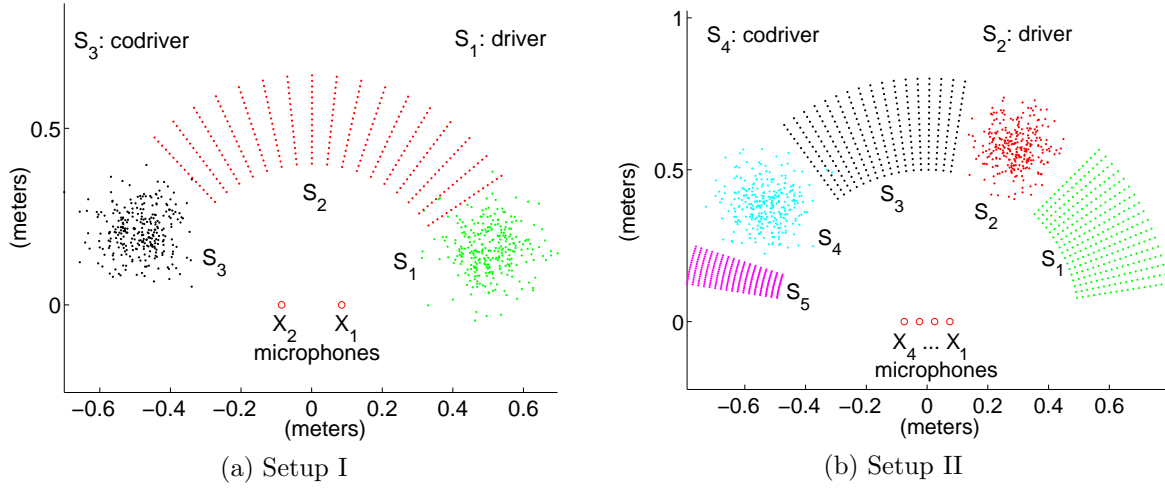 S3: codriver
S1: driver
0.5
S2
S3
S1
0
X2
X1
microphones
−0.6
−0.4
−0.2
0
0.2
0.4
0.6
(meters)
(meters)
(a) Setup I
1
S4: codriver
S2: driver
0.5
S3
S2
S4
S1
S5
0
X4 ... X1
microphones
−0.6
−0.4
−0.2
0
0.2
0.4
0.6
(meters)
(meters)
(b) Setup II